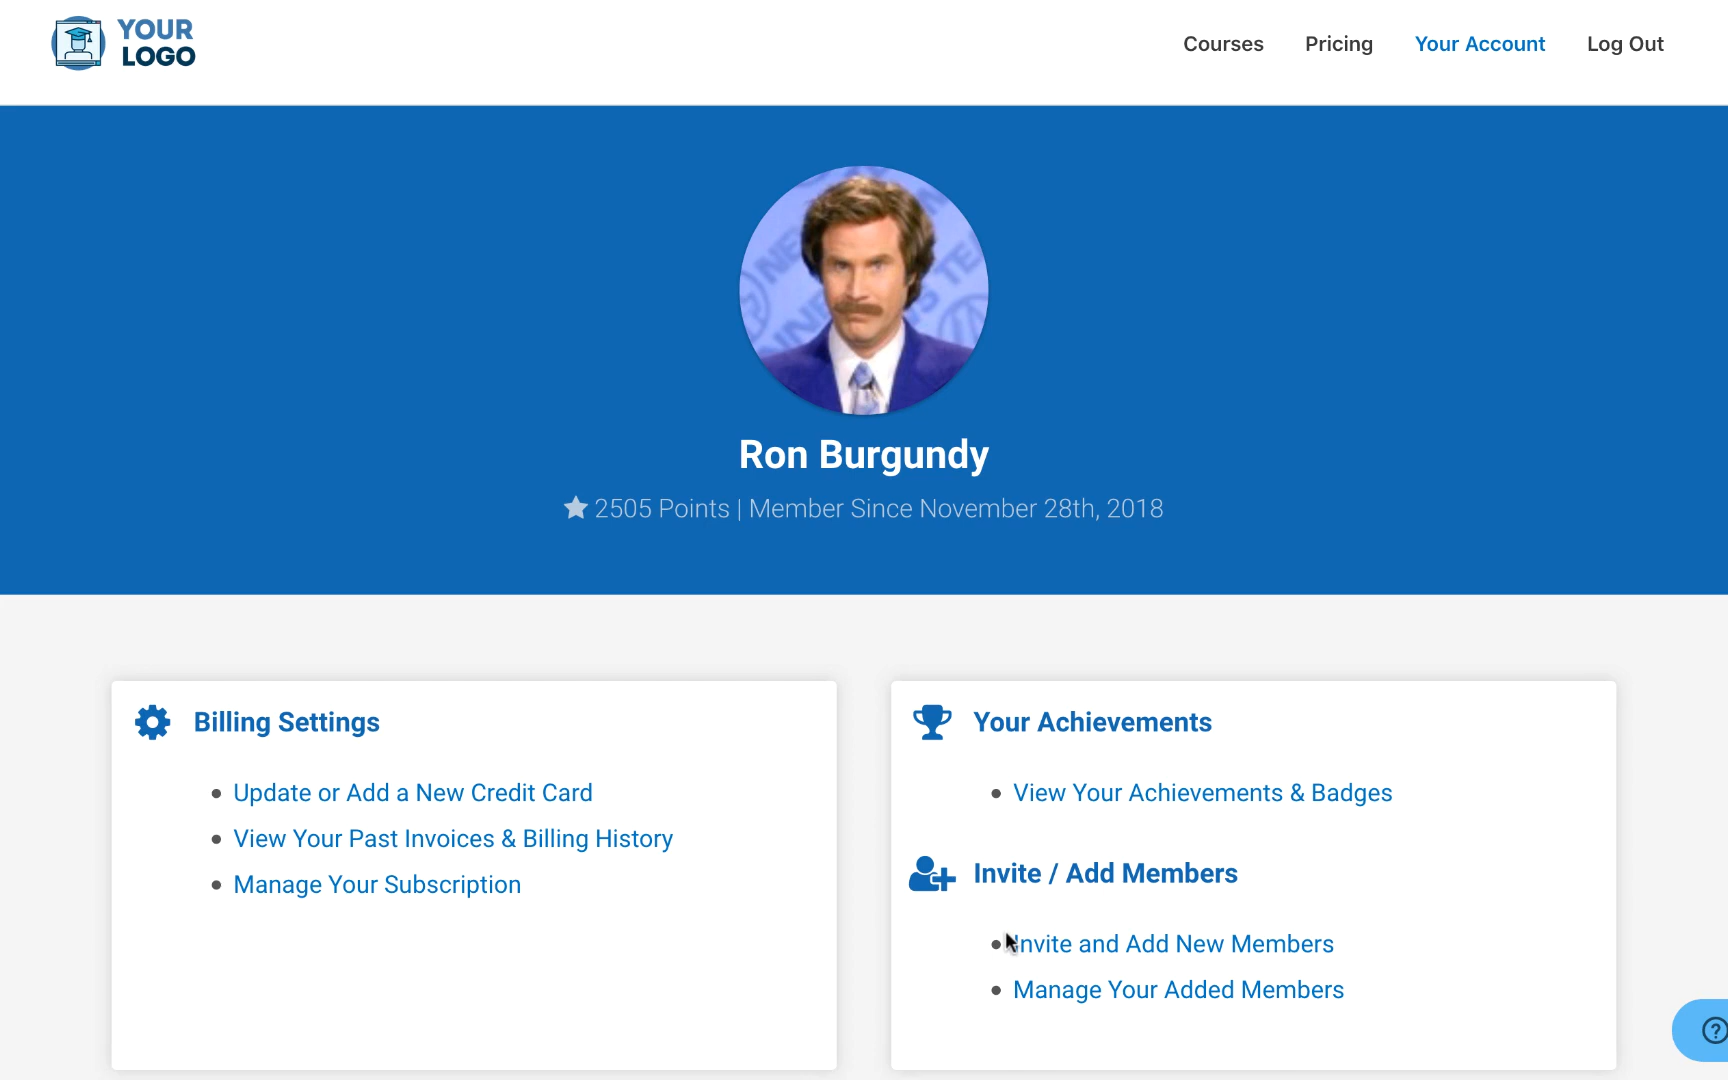 YOUR
LOGO
Courses
Pricing
Your Account
Log Out
Ron Burgundy
2505 Points | Member Since November 28th, 2018
Billing Settings
Update or Add a New Credit Card
View Your Past Invoices & Billing History
Manage Your Subscription
Your Achievements
View Your Achievements & Badges
Invite / Add Members
Invite and Add New Members
Manage Your Added Members